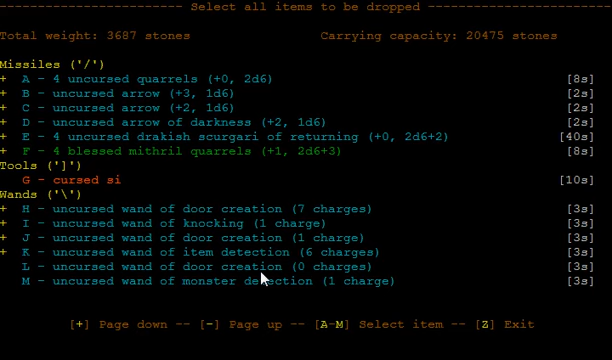 ------------------------ Select all items to be dropped ------------------------
Total weight: 3687 stones Carrying capacity: 20475 stones
Missiles ('/')
+ A - 4 uncursed quarrels (+0, 2d6) [8s]
+ B - uncursed arrow (+3, 1d6) [2s]
+ C - uncursed arrow (+2, 1d6) [2s]
+ D - uncursed arrow of darkness (+2, 1d6) [2s]
+ E - 4 uncursed drakish scurgari of returning (+0, 2d6+2) [40s]
+ F - 4 blessed mithril quarrels (+1, 2d6+3) [8s]
Tools (']')
G - cursed si [10s]
Wands ('\')
+ H - uncursed wand of door creation (7 charges) [3s]
+ I - uncursed wand of knocking (1 charge) [3s]
+ J - uncursed wand of door creation (1 charge) [3s]
+ K - uncursed wand of item detection (6 charges) [3s]
L - uncursed wand of door creation (0 charges) [3s]
M - uncursed wand of monster detection (1 charge) [3s]
[+] Page down -- [-] Page up -- [A-M] Select item -- [Z] Exit